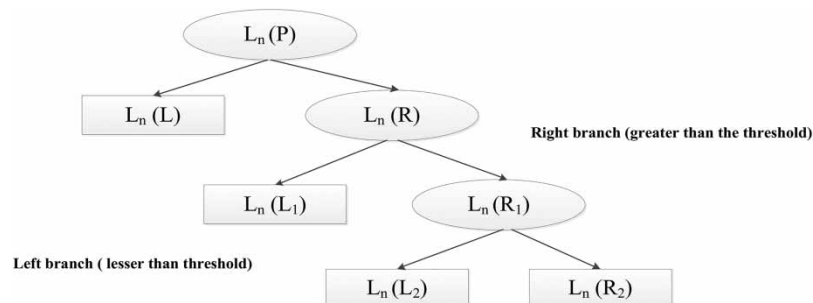 Lₙ (P)
Lₙ (L)
Lₙ (R)
Right branch (greater than the threshold)
Lₙ (L₁)
Lₙ (R₁)
Left branch ( lesser than threshold)
Lₙ (L₂)
Lₙ (R₂)